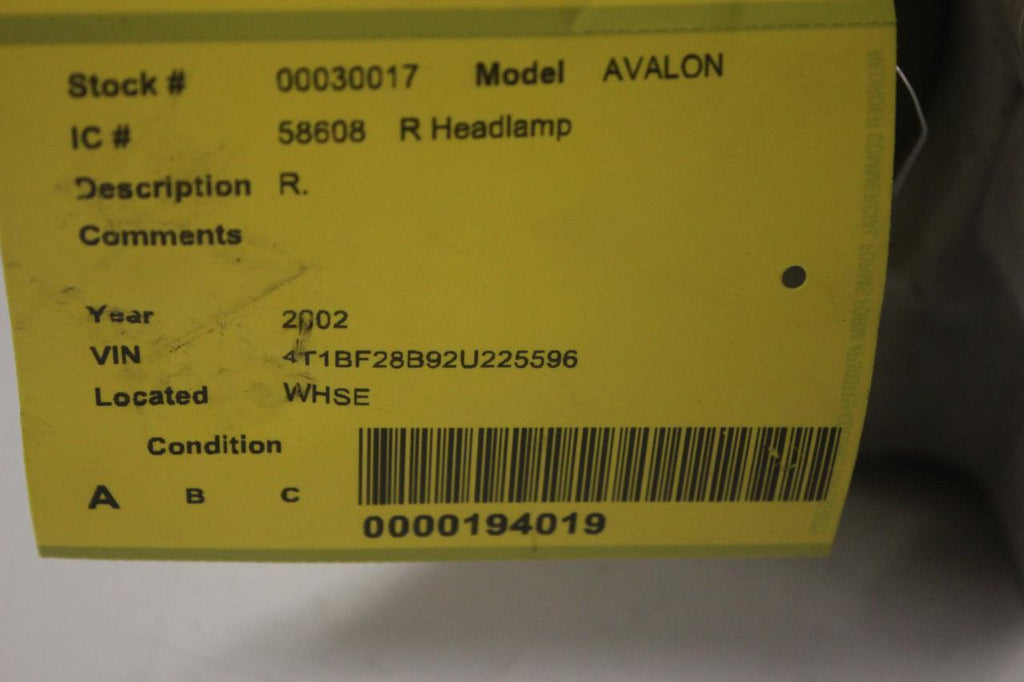 Stock # 00030017 Model AVALON
IC # 58608 R Headlamp
Description R.
Comments
Year 2002
VIN 4T1BF28B92U225596
Located WHSE
Condition
A B C
0000194019